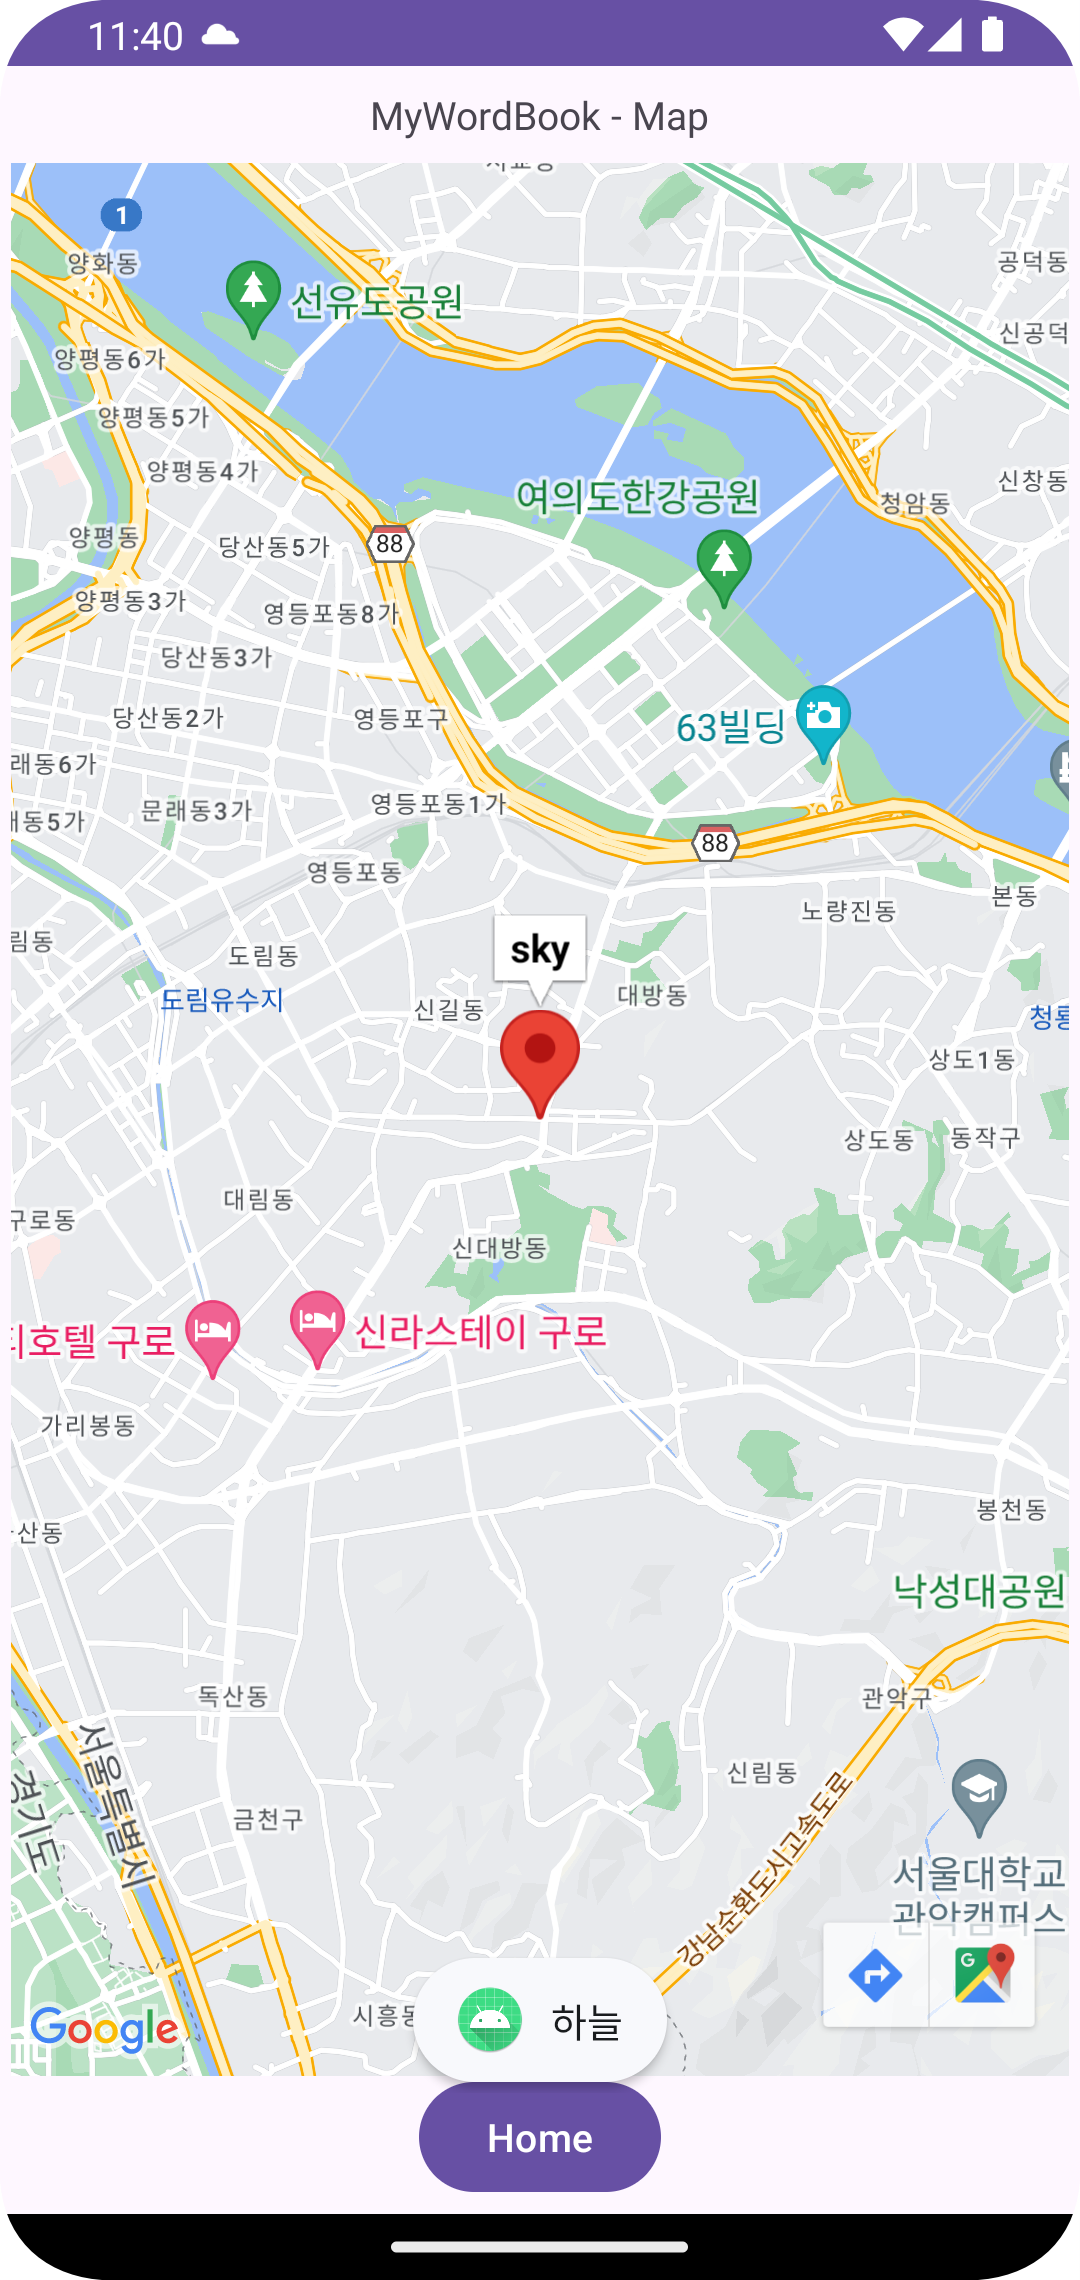 11:40
MyWordBook - Map
1
양화동
공덕동
선유도공원
신공덕
양평동6가
양평동5가
양평동4가
신창동
여의도한강공원
청암동
양평동
88
당산동5가
양평동3가
영등포동8가
당산동3가
당산동2가
영등포구
63빌딩
래동6가
영등포동1가
문래동3가
동5가
88
영등포동
본동
노량진동
림동
sky
도림동
대방동
도림유수지
신길동
청룡
상도1동
상도동
동작구
대림동
구로동
신대방동
호텔 구로
신라스테이 구로
가리봉동
봉천동
산동
낙성대공원
독산동
관악구
서울특별시
신림동
경기도
금천구
강남순환도시고속도로
서울대학교
관악캠퍼스
시흥동
Google
하늘
G
Home